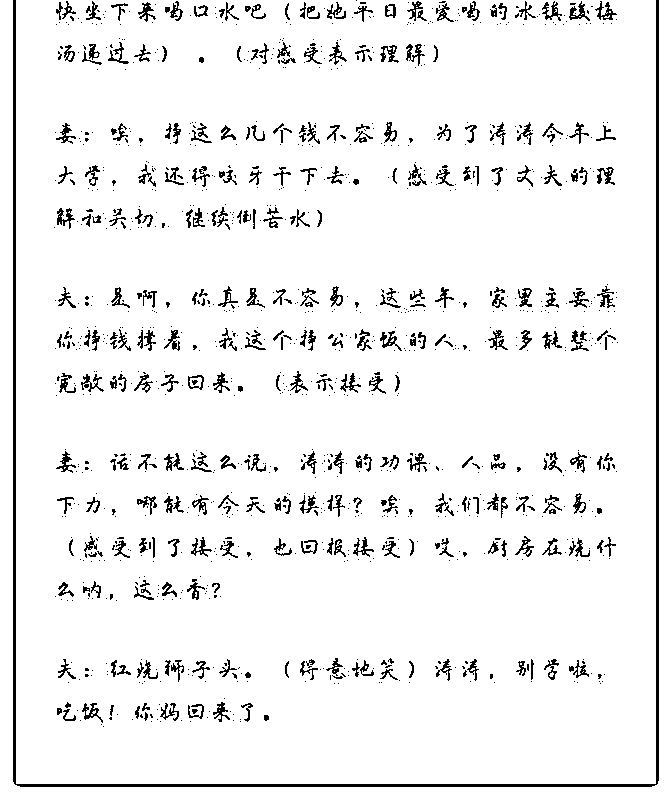 快坐下来喝口水吧（把她平日最爱喝的冰镇酸梅
汤递过去）。（对感受表示理解）
妻：唉，挣这么几个钱不容易，为了涛涛今年上
大学，我还得咬牙干下去。（感受到了丈夫的理
解和关切，继续倒苦水）
夫：是啊，你真是不容易，这些年，家里主要靠
你挣钱撑着，我这个挣公家饭的人，最多能整个
宽敞的房子回来。（表示接受）
妻：话不能这么说，涛涛的功课、人品，没有你
下力，哪能有今天的模样？唉，我们都不容易。
（感受到了接受，也回报接受）哎，厨房在烧什
么呐，这么香？
夫：红烧狮子头。（得意地笑）涛涛，别学啦，
吃饭！你妈回来了。